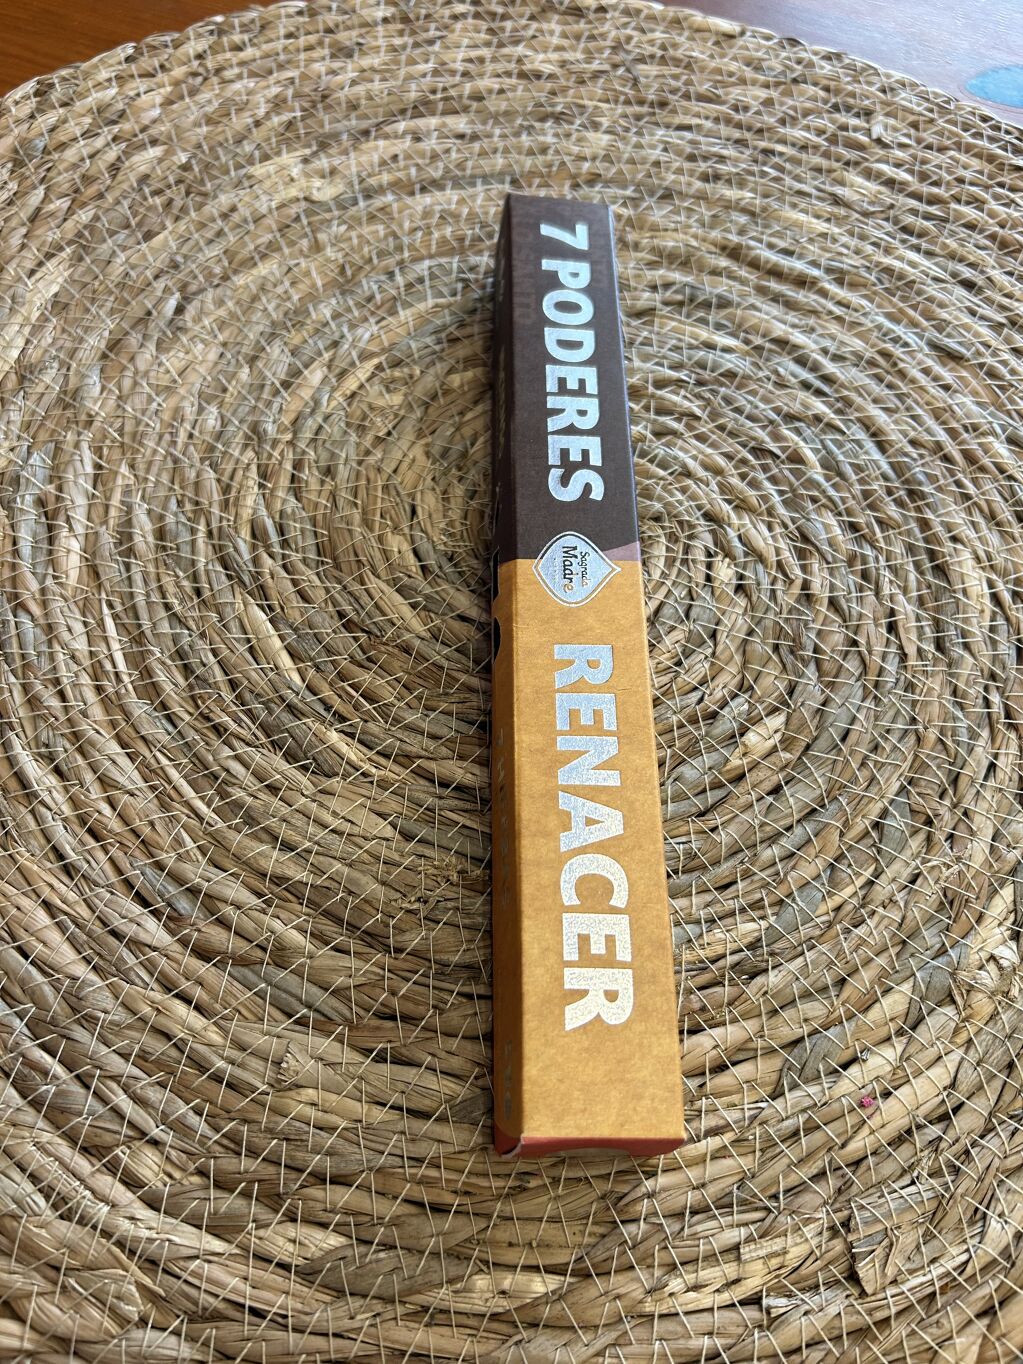 7 PODERES
Sagrada
Madre
RENACER